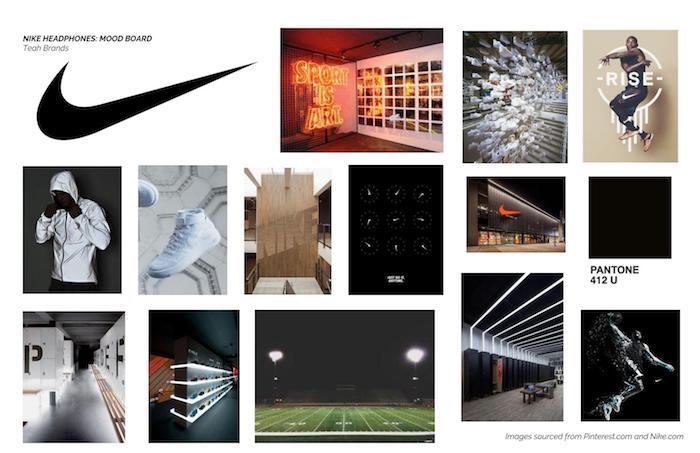 NIKE HEADPHONES: MOOD BOARD
Teah Brands
SPORT
IS
ART.
-RISE-
NIKE
JUST DO IT.
ANYTIME.
PANTONE
412 U
P
Images sourced from Pinterest.com and Nike.com